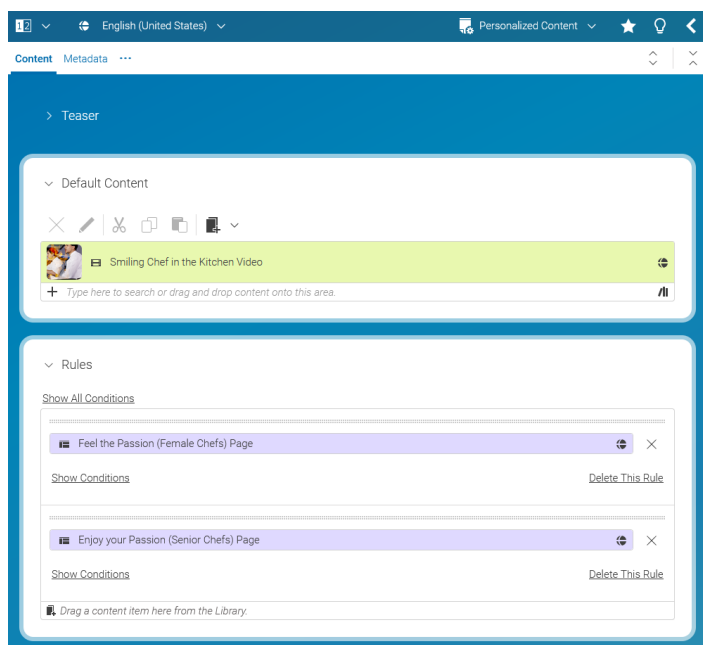 12 English (United States) Personalized Content
Content Metadata ...
Teaser
Default Content
Smiling Chef in the Kitchen Video
Type here to search or drag and drop content onto this area.
Rules
Show All Conditions
Feel the Passion (Female Chefs) Page
Show Conditions Delete This Rule
Enjoy your Passion (Senior Chefs) Page
Show Conditions Delete This Rule
Drag a content item here from the Library.